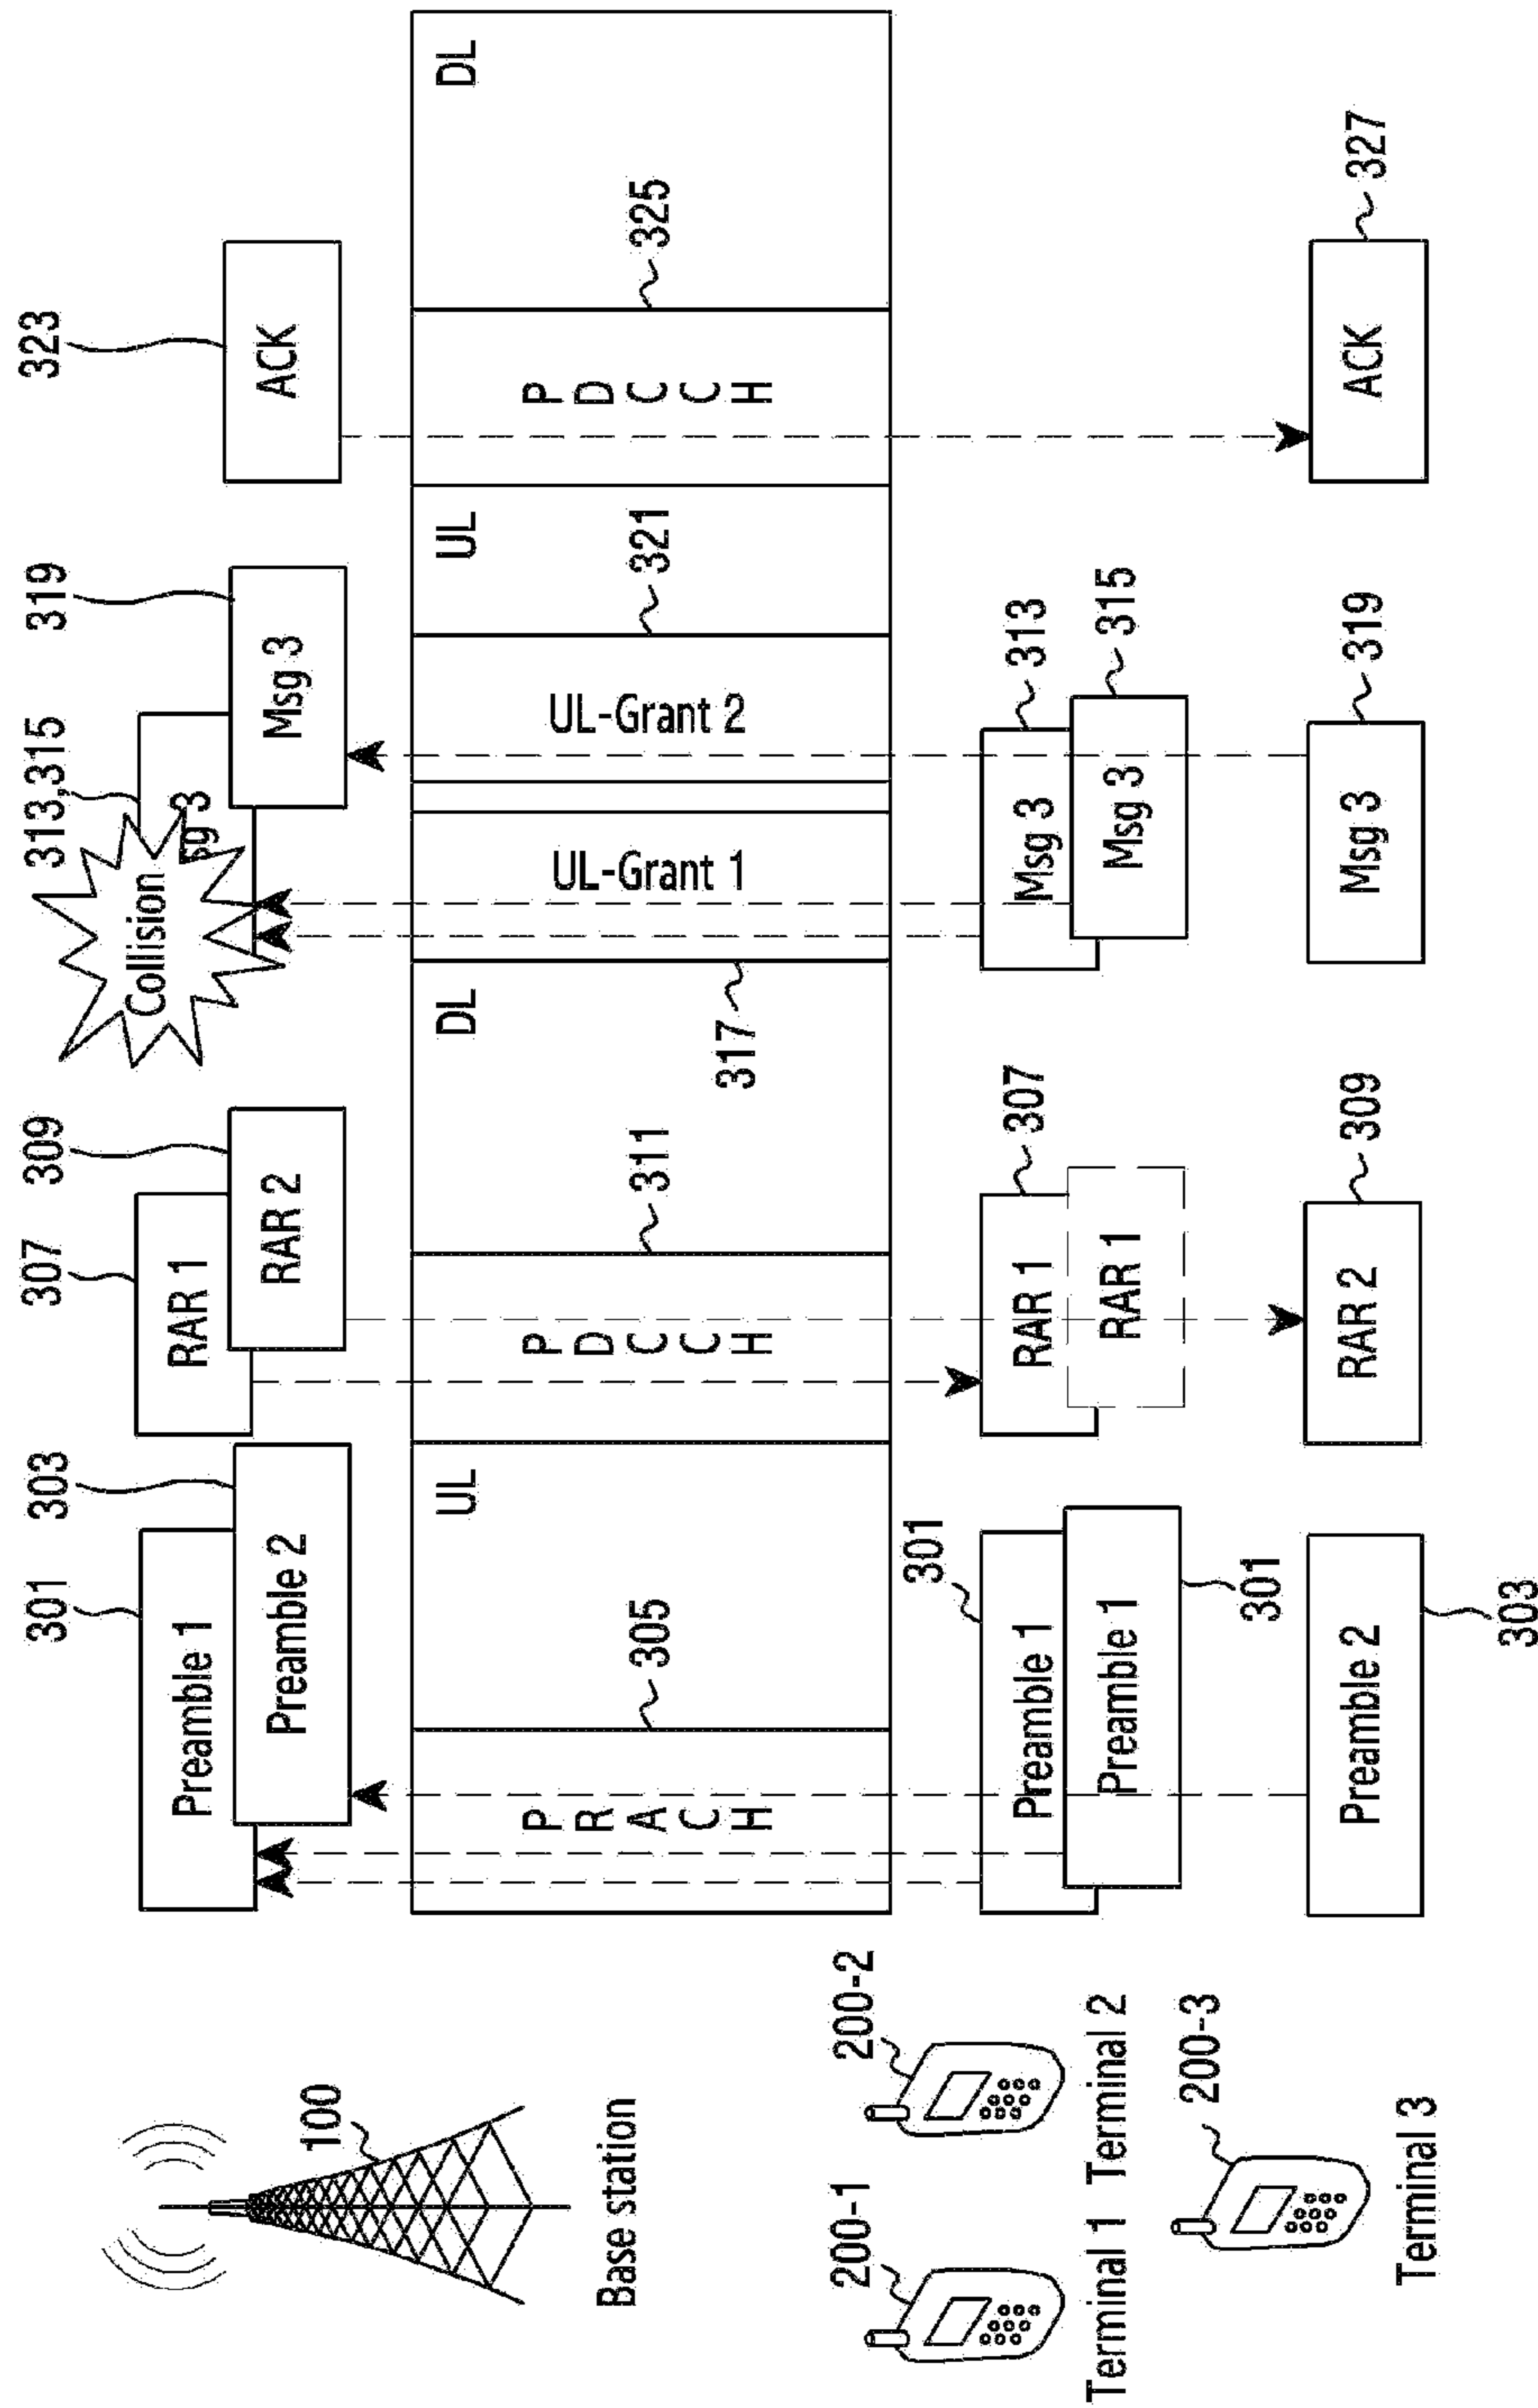 301
303
307
309
313,315
319
323
Preamble 1
Preamble 2
RAR 1
RAR 2
Collision
sg 3
Msg 3
ACK
100
Base station
UL
DL
UL
DL
PRACH
305
PDCCH
311
317
UL-Grant 1
UL-Grant 2
321
PDCCH
325
200-1
200-2
Terminal 1
Terminal 2
301
Preamble 1
Preamble 1
301
307
RAR 1
RAR 1
313
Msg 3
Msg 3
315
200-3
Terminal 3
Preamble 2
303
RAR 2
309
Msg 3
319
ACK
327